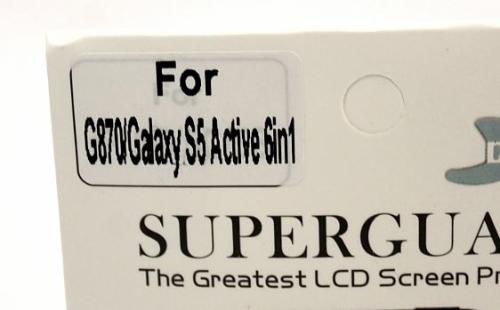 For
G870/Galaxy S5 Active 6in1
SUPERGUA
The Greatest LCD Screen Pr